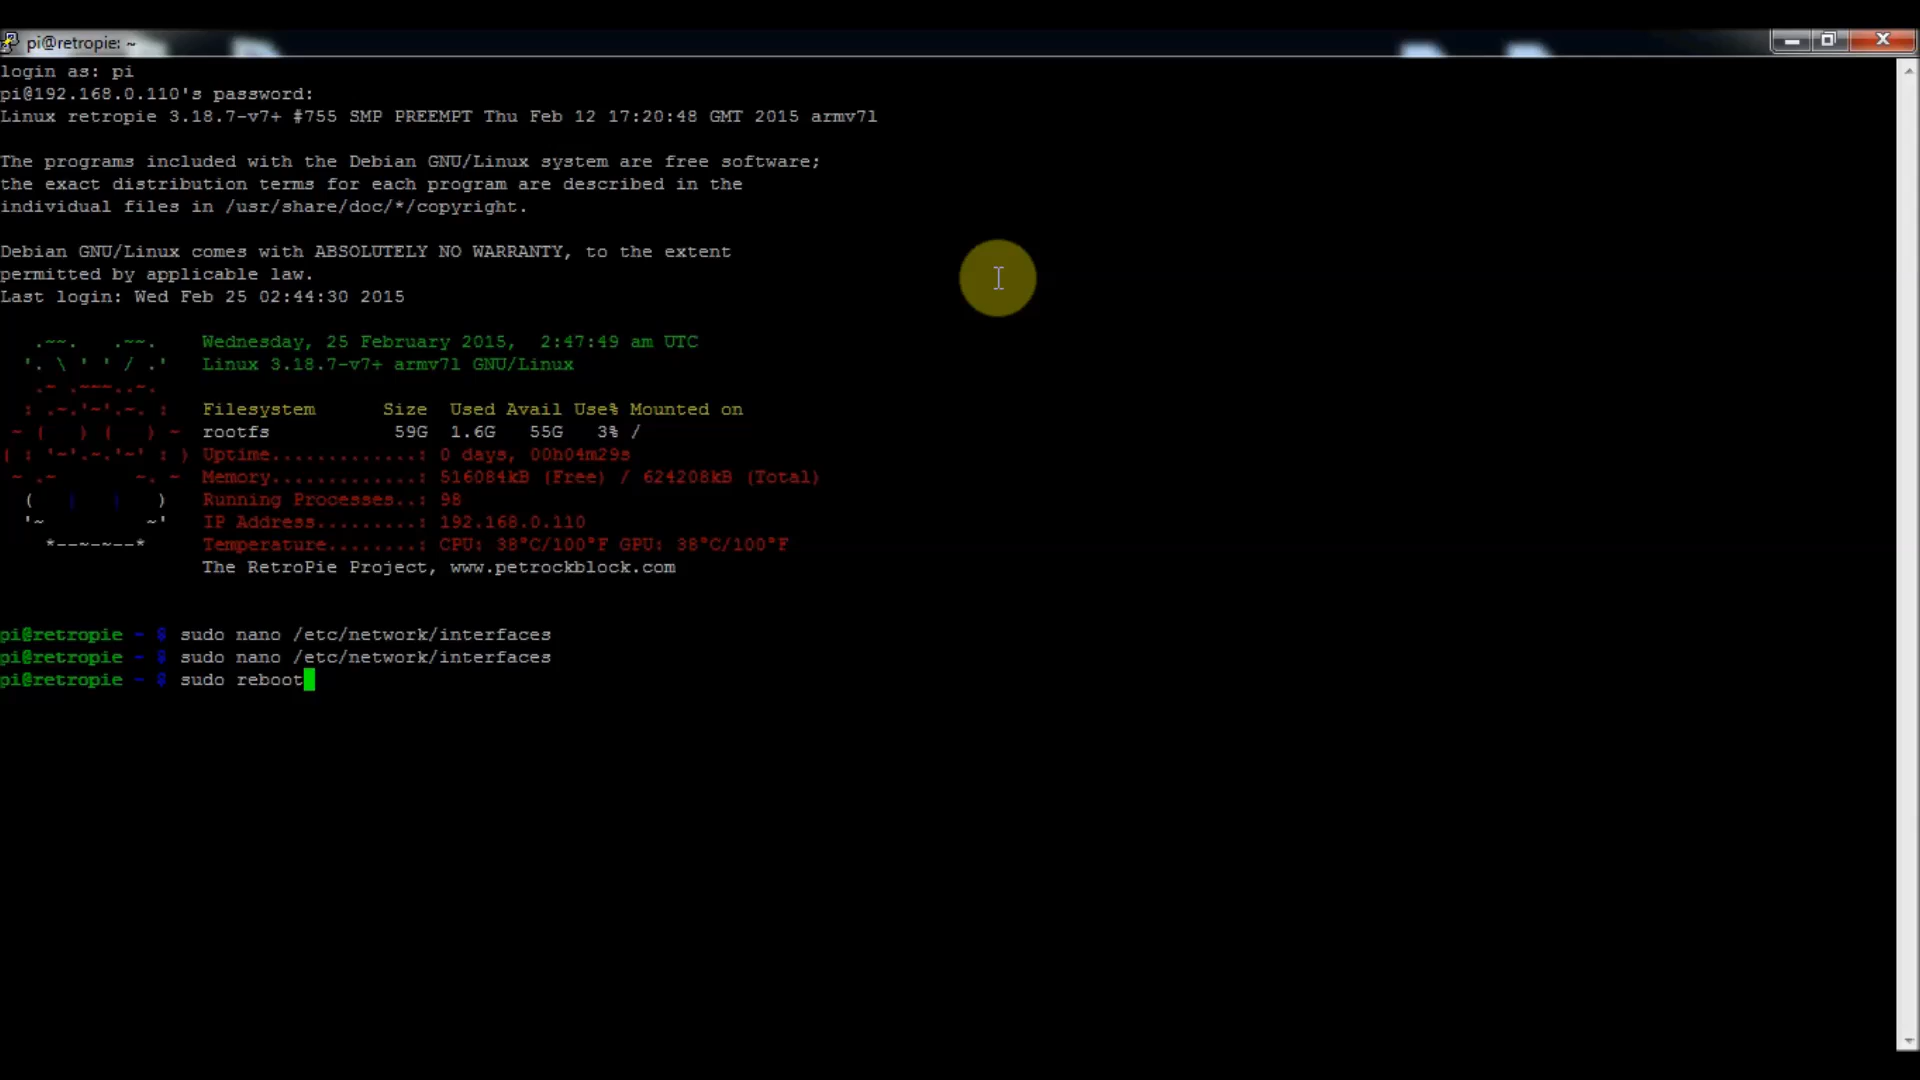 pi@retropie: ~
login as: pi
pi@192.168.0.110's password:
Linux retropie 3.18.7-v7+ #755 SMP PREEMPT Thu Feb 12 17:20:48 GMT 2015 armv7l
The programs included with the Debian GNU/Linux system are free software;
the exact distribution terms for each program are described in the
individual files in /usr/share/doc/*/copyright.
Debian GNU/Linux comes with ABSOLUTELY NO WARRANTY, to the extent
permitted by applicable law.
Last login: Wed Feb 25 02:44:30 2015
Wednesday, 25 February 2015,  2:47:49 am UTC
Linux 3.18.7-v7+ armv7l GNU/Linux
Filesystem      Size  Used Avail Use% Mounted on
rootfs           59G  1.6G   55G   3% /
Uptime.............: 0 days, 00h04m29s
Memory.............: 516084kB (Free) / 624208kB (Total)
Running Processes..: 98
IP Address.........: 192.168.0.110
Temperature........: CPU: 38°C/100°F GPU: 38°C/100°F
The RetroPie Project, www.petrockblock.com
pi@retropie ~ $ sudo nano /etc/network/interfaces
pi@retropie ~ $ sudo nano /etc/network/interfaces
pi@retropie ~ $ sudo reboot